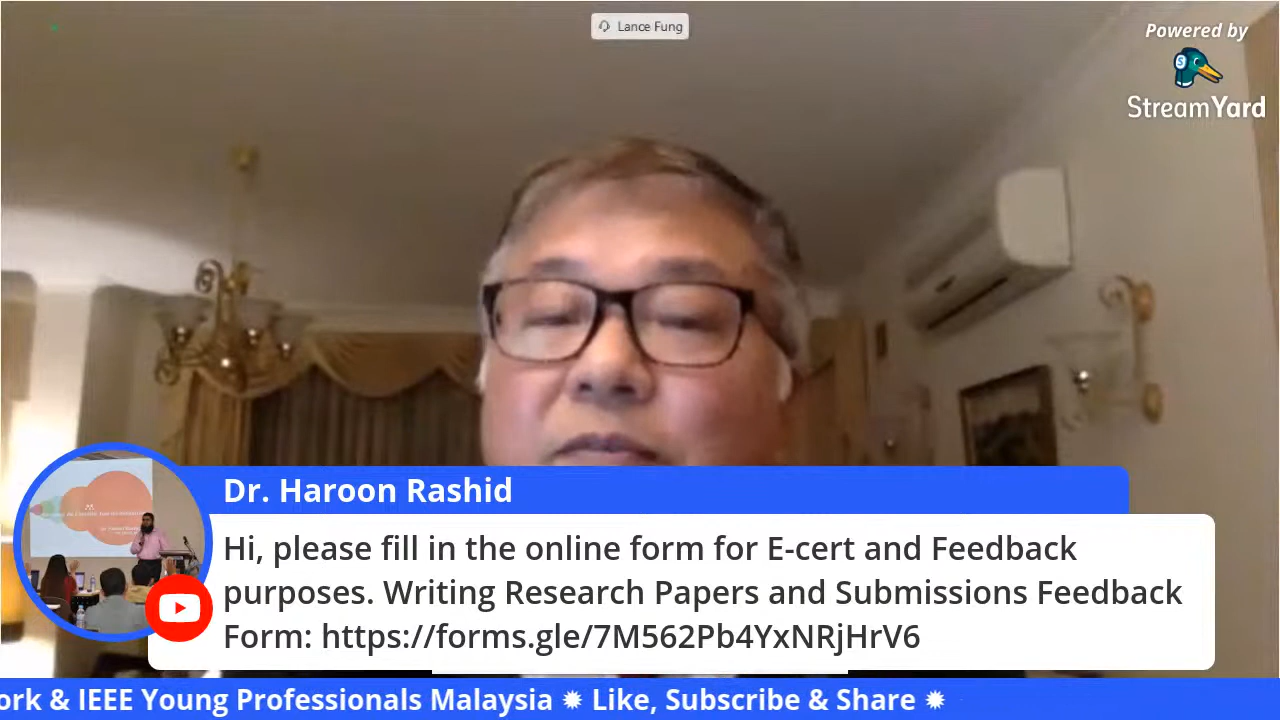 Lance Fung
Powered by
StreamYard
Dr. Haroon Rashid
Hi, please fill in the online form for E-cert and Feedback
purposes. Writing Research Papers and Submissions Feedback
Form: https://forms.gle/7M562Pb4YxNRjHrV6
ork & IEEE Young Professionals Malaysia ✹ Like, Subscribe & Share ✹